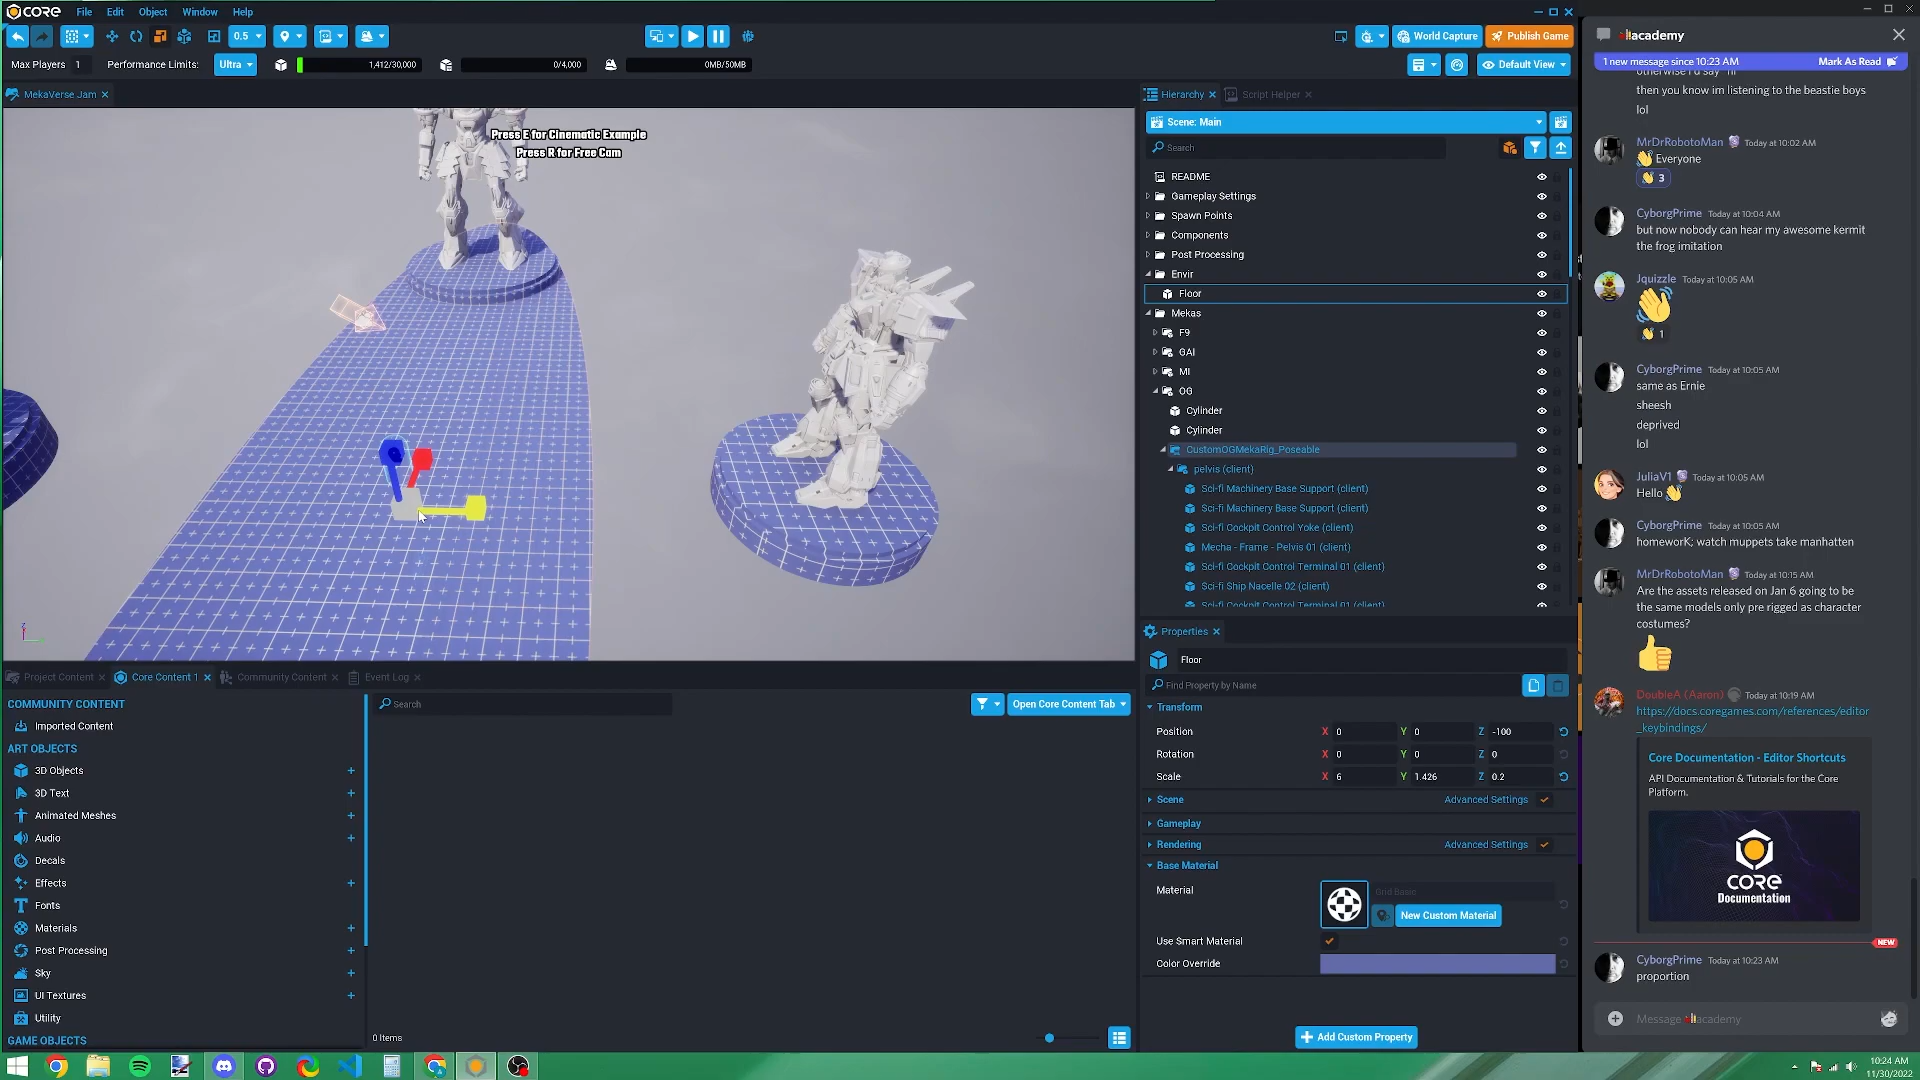 CORE File Edit Object Window Help
0.5
World Capture Publish Game
Max Players 1 Performance Limits: Ultra 1,412/30,000 0/4,000 0MB/50MB Default View
MekaVerse Jam
Press E for Cinematic Example
Press R for Free Cam
Z
Project Content Core Content 1 Community Content Event Log
COMMUNITY CONTENT
Imported Content
ART OBJECTS
3D Objects
3D Text
Animated Meshes
Audio
Decals
Effects
Fonts
Materials
Post Processing
Sky
UI Textures
Utility
GAME OBJECTS
Search
Open Core Content Tab
0 Items
Hierarchy Script Helper
Scene: Main
Search
README
Gameplay Settings
Spawn Points
Components
Post Processing
Envir
Floor
Mekas
F9
GAI
MI
OG
Cylinder
Cylinder
CustomOGMekaRig_Poseable
pelvis (client)
Sci-fi Machinery Base Support (client)
Sci-fi Machinery Base Support (client)
Sci-fi Cockpit Control Yoke (client)
Mecha - Frame - Pelvis 01 (client)
Sci-fi Cockpit Control Terminal 01 (client)
Sci-fi Ship Nacelle 02 (client)
Sci-fi Cockpit Control Terminal 01 (client)
Properties
Floor
Find Property by Name
Transform
Position X 0 Y 0 Z -100
Rotation X 0 Y 0 Z 0
Scale X 6 Y 1.426 Z 0.2
Scene Advanced Settings
Gameplay
Rendering Advanced Settings
Base Material
Material Grid Basic
New Custom Material
Use Smart Material
Color Override
Add Custom Property
academy
1 new message since 10:23 AM Mark As Read
otherwise i'd say "hi
then you know im listening to the beastie boys
lol
MrDrRobotoMan Today at 10:02 AM
Everyone
3
CyborgPrime Today at 10:04 AM
but now nobody can hear my awesome kermit
the frog imitation
Jquizzle Today at 10:05 AM
1
CyborgPrime Today at 10:05 AM
same as Ernie
sheesh
deprived
lol
JuliaV1 Today at 10:05 AM
Hello
CyborgPrime Today at 10:05 AM
homeworK; watch muppets take manhatten
MrDrRobotoMan Today at 10:15 AM
Are the assets released on Jan 6 going to be
the same models only pre rigged as character
costumes?
DoubleA (Aaron) Today at 10:19 AM
https://docs.coregames.com/references/editor
_keybindings/
Core Documentation - Editor Shortcuts
API Documentation & Tutorials for the Core
Platform.
CORE
Documentation
NEW
CyborgPrime Today at 10:23 AM
proportion
Message academy
10:24 AM
11/30/2022